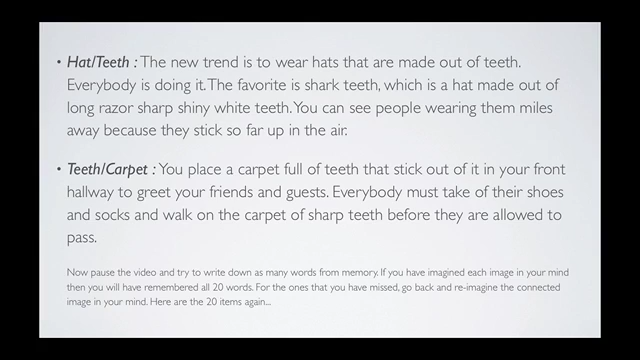 • Hat/Teeth : The new trend is to wear hats that are made out of teeth.
Everybody is doing it. The favorite is shark teeth, which is a hat made out of
long razor sharp shiny white teeth. You can see people wearing them miles
away because they stick so far up in the air.
• Teeth/Carpet : You place a carpet full of teeth that stick out of it in your front
hallway to greet your friends and guests. Everybody must take of their shoes
and socks and walk on the carpet of sharp teeth before they are allowed to
pass.
Now pause the video and try to write down as many words from memory. If you have imagined each image in your mind
then you will have remembered all 20 words. For the ones that you have missed, go back and re-imagine the connected
image in your mind. Here are the 20 items again...